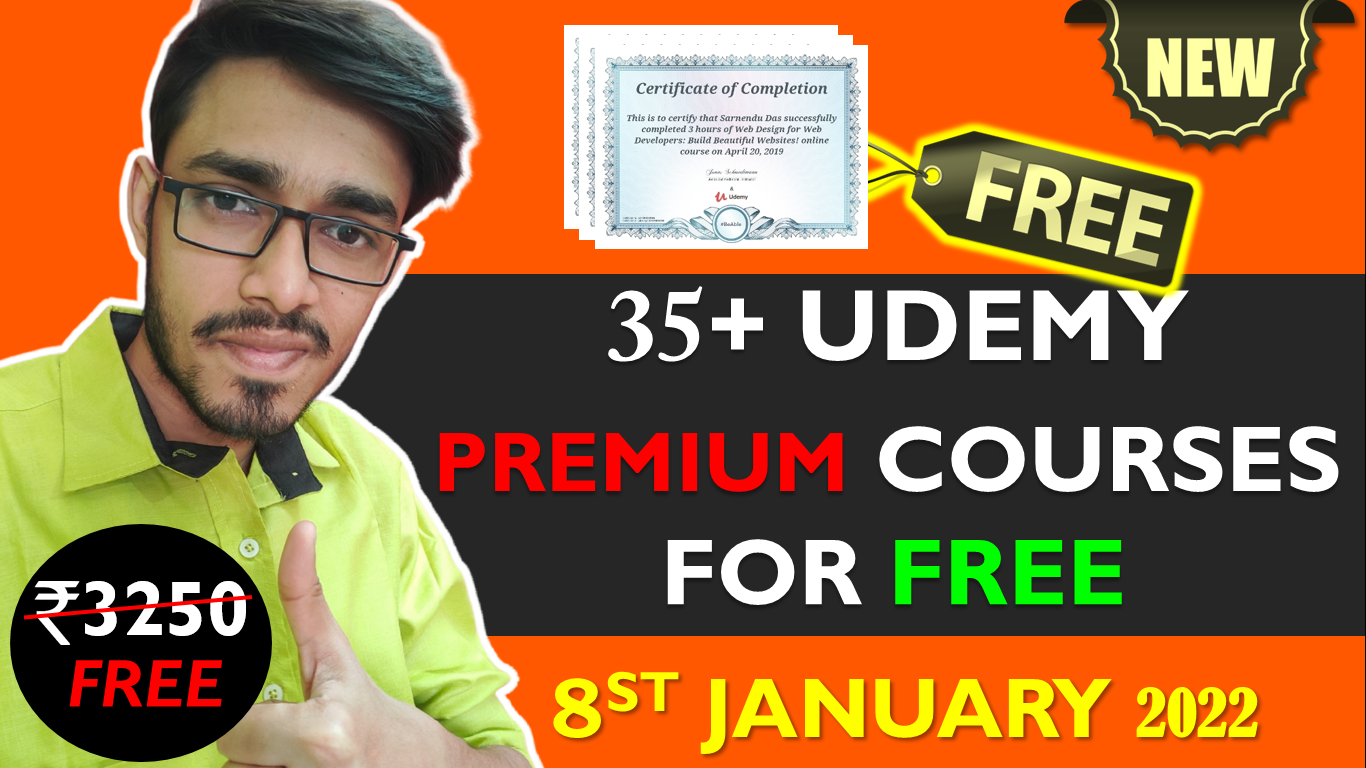 Certificate of Completion
This is to certify that Sarnendu Das successfully
completed 3 hours of Web Design for Web
Developers: Build Beautiful Websites! online
course on April 20, 2019
&
Udemy
#BeAble
NEW
FREE
35+ UDEMY
PREMIUM COURSES
FOR FREE
₹3250
FREE
8ST JANUARY 2022